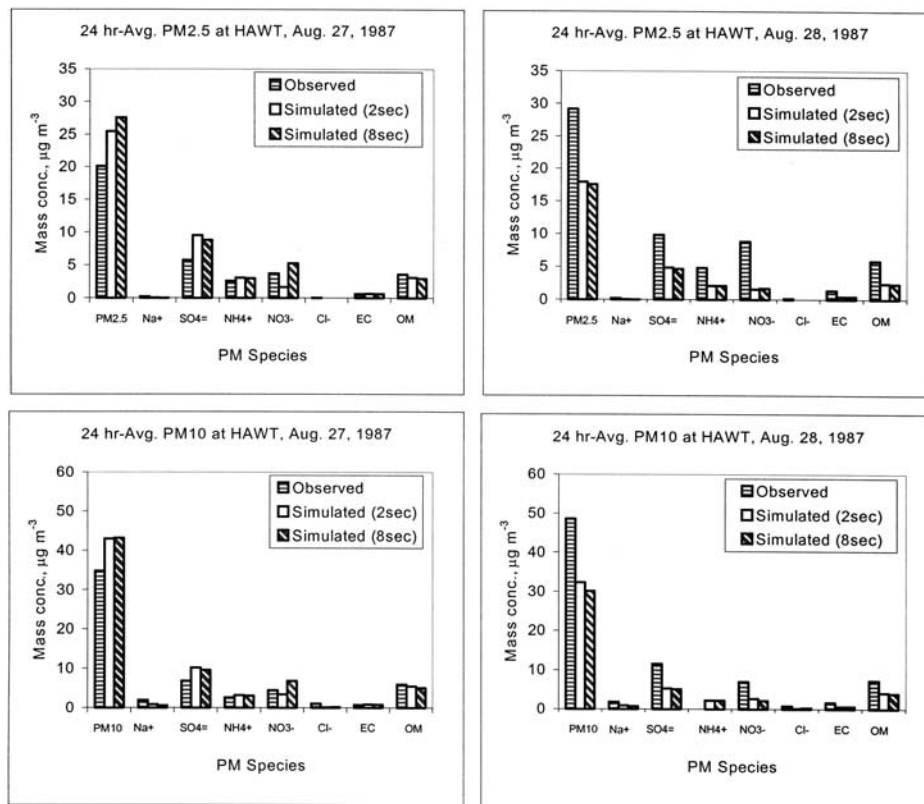 24 hr-Avg. PM2.5 at HAWT, Aug. 27, 1987
35
30
25
20
15
10
5
0
Mass conc., µg m-3
Observed
Simulated (2sec)
Simulated (8sec)
PM2.5 Na+ SO4= NH4+ NO3- Cl- EC OM
PM Species
24 hr-Avg. PM2.5 at HAWT, Aug. 28, 1987
35
30
25
20
15
10
5
0
Mass conc., µg m-3
Observed
Simulated (2sec)
Simulated (8sec)
PM2.5 Na+ SO4= NH4+ NO3- Cl- EC OM
PM Species
24 hr-Avg. PM10 at HAWT, Aug. 27, 1987
60
50
40
30
20
10
0
Mass conc., µg m-3
Observed
Simulated (2sec)
Simulated (8sec)
PM10 Na+ SO4= NH4+ NO3- Cl- EC OM
PM Species
24 hr-Avg. PM10 at HAWT, Aug. 28, 1987
60
50
40
30
20
10
0
Mass conc., µg m-3
Observed
Simulated (2sec)
Simulated (8sec)
PM10 Na+ SO4= NH4+ NO3- Cl- EC OM
PM Species